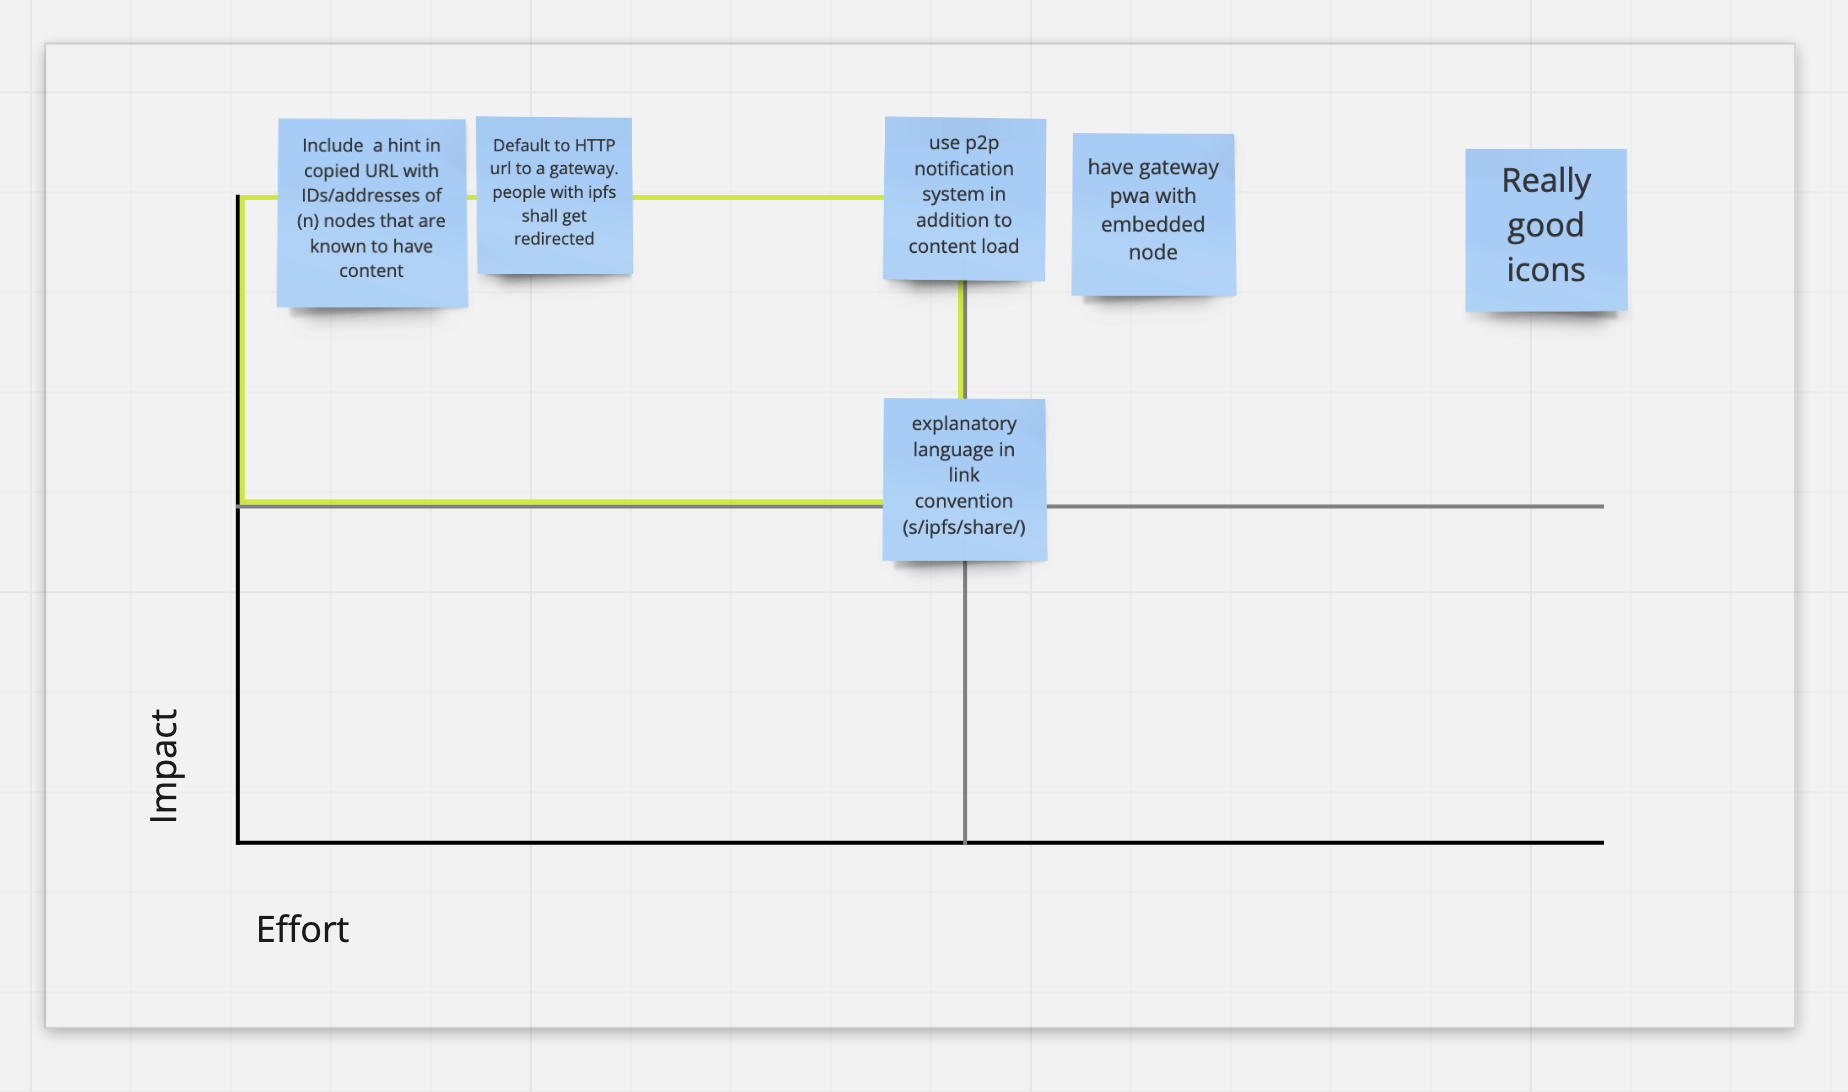 Include  a hint in
copied URL with
IDs/addresses of
(n) nodes that are
known to have
content
Default to HTTP
url to a gateway.
people with ipfs
shall get
redirected
use p2p
notification
system in
addition to
content load
have gateway
pwa with
embedded
node
Really
good
icons
explanatory
language in
link
convention
(s/ipfs/share/)
Impact
Effort